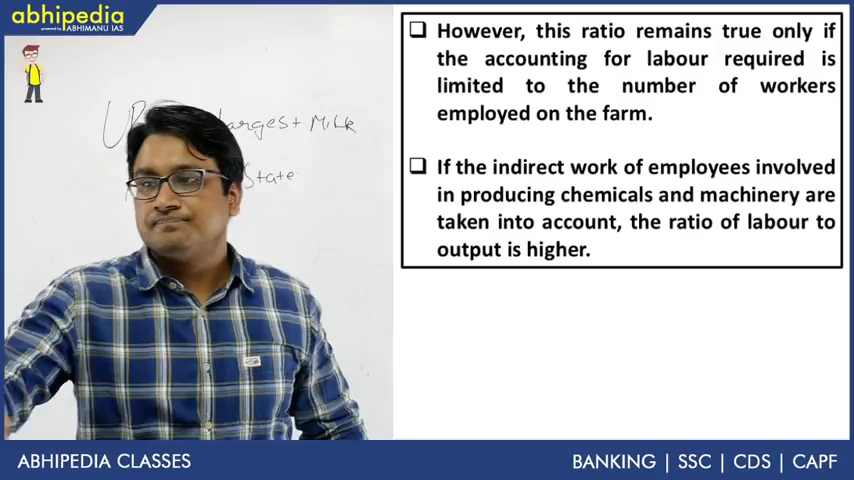 abhipedia
powered by ABHIMANU IAS
However, this ratio remains true only if
the accounting for labour required is
limited to the number of workers
employed on the farm.
If the indirect work of employees involved
in producing chemicals and machinery are
taken into account, the ratio of labour to
output is higher.
largest Milk
State
ABHIPEDIA CLASSES
BANKING | SSC | CDS | CAPF